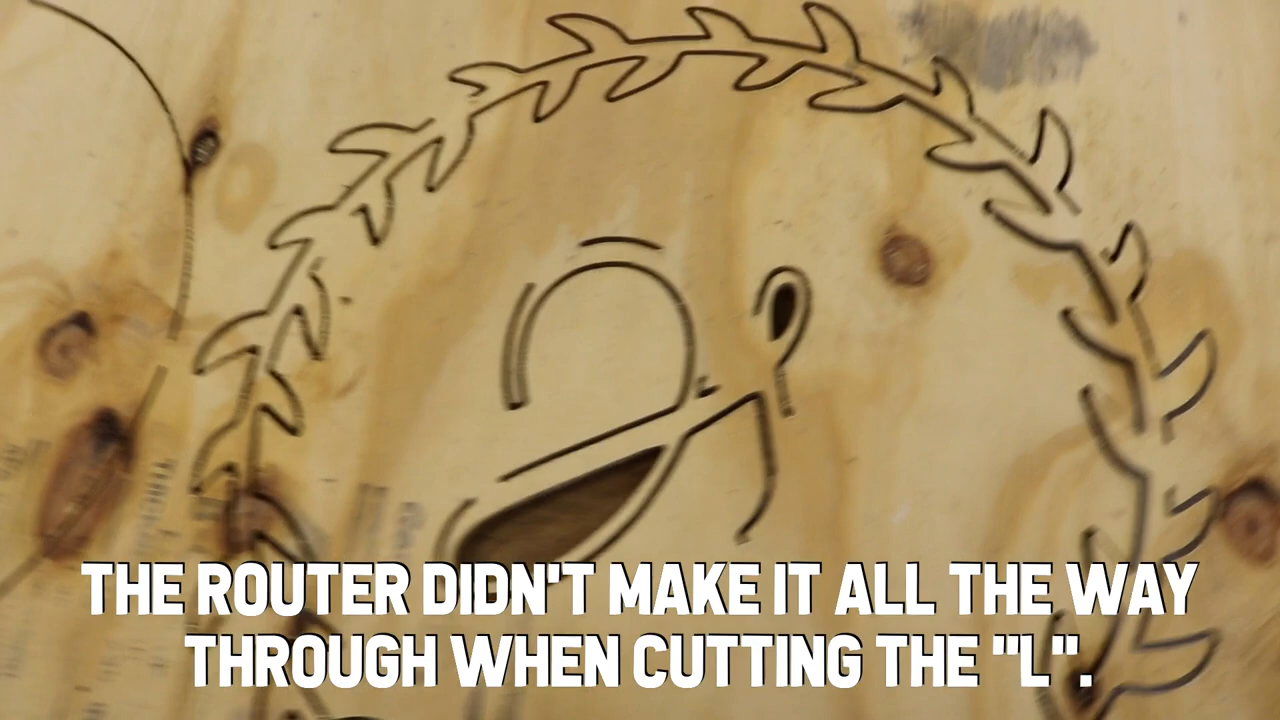 THE ROUTER DIDN'T MAKE IT ALL THE WAY
THROUGH WHEN CUTTING THE "L".